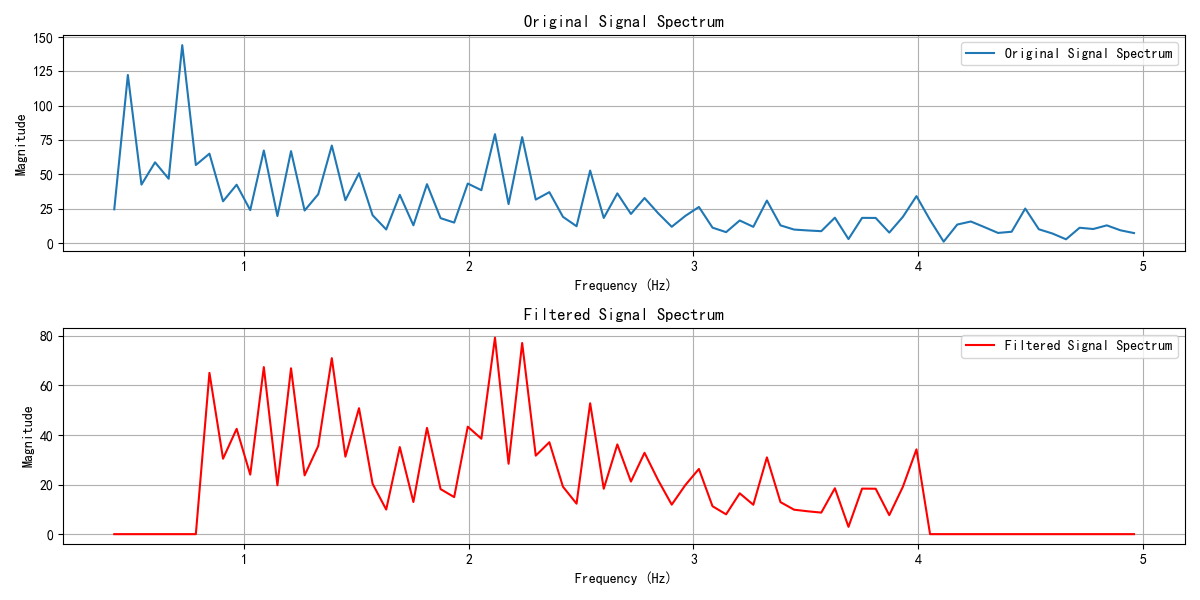 Original Signal Spectrum
Original Signal Spectrum
Magnitude
150
125
100
75
50
25
0
1
2
3
4
5
Frequency (Hz)
Filtered Signal Spectrum
Filtered Signal Spectrum
Magnitude
80
60
40
20
0
1
2
3
4
5
Frequency (Hz)